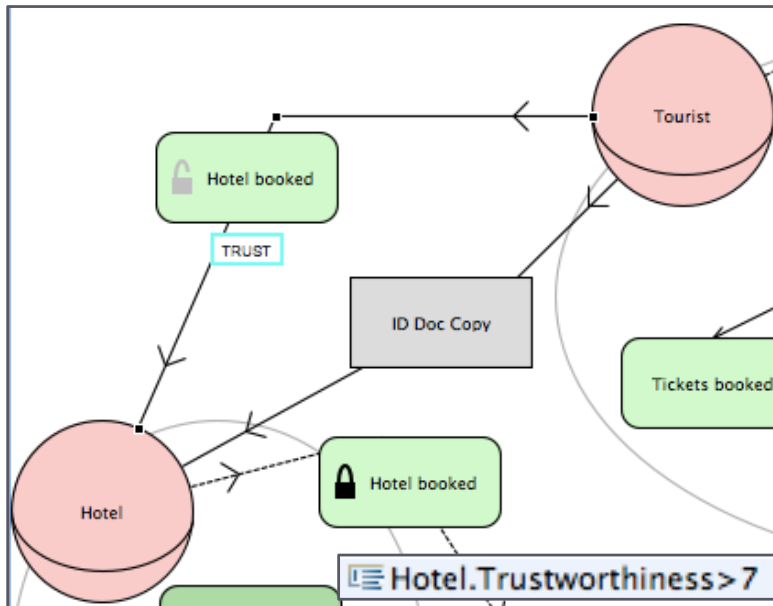 Tourist
Hotel booked
TRUST
ID Doc Copy
Tickets booked
Hotel booked
Hotel
Hotel.Trustworthiness>7